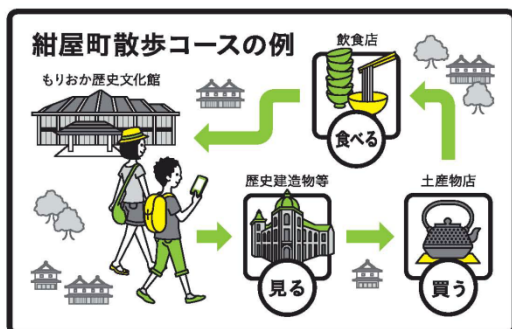 紺屋町散歩コースの例
もりおか歴史文化館
飲食店
食べる
歴史建造物等
見る
土産物店
買う